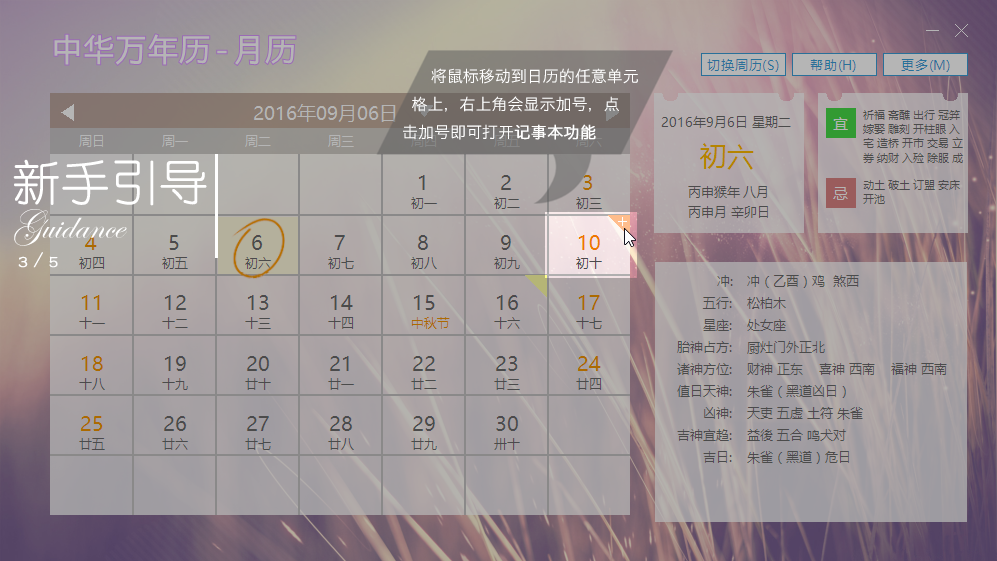 中华万年历 - 月历
切换周历(S) 帮助(H) 更多(M)
将鼠标移动到日历的任意单元
格上，右上角会显示加号，点
击加号即可打开记事本功能
2016年09月06日
周日 周一 周二 周三
新手引导
Guidance
3 / 5
1 2 3
初一 初二 初三
4 5 6 7 8 9 10
初四 初五 初六 初七 初八 初九 初十
11 12 13 14 15 16 17
十一 十二 十三 十四 中秋节 十六 十七
18 19 20 21 22 23 24
十八 十九 二十 廿一 廿二 廿三 廿四
25 26 27 28 29 30
廿五 廿六 廿七 廿八 廿九 卅十
2016年9月6日 星期二
初六
丙申猴年 八月
丙申月 辛卯日
宜
祈福 斋醮 出行 冠笄
嫁娶 雕刻 开柱眼 入
宅 造桥 开市 交易 立
券 纳财 入殓 除服 成
忌
动土 破土 订盟 安床
开池
冲: 冲（乙酉）鸡 煞西
五行: 松柏木
星座: 处女座
胎神占方: 厨灶门外正北
诸神方位: 财神 正东 喜神 西南 福神 西南
值日天神: 朱雀（黑道凶日）
凶神: 天吏 五虚 土符 朱雀
吉神宜趋: 益後 五合 鸣犬对
吉日: 朱雀（黑道）危日